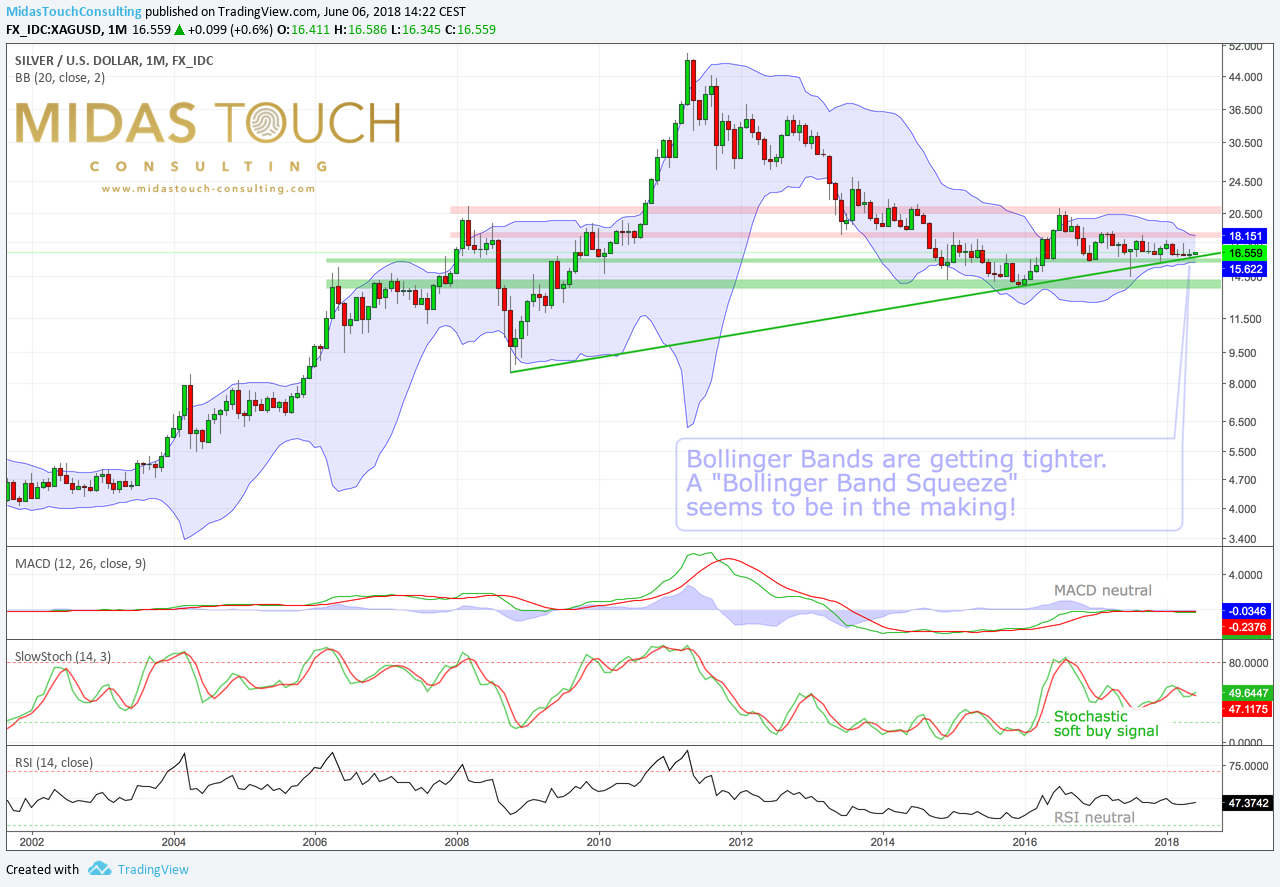 MidasTouchConsulting published on TradingView.com, June 06, 2018 14:22 CEST
FX_IDC:XAGUSD, 1M 16.559 ▲ +0.099 (+0.6%) O:16.411 H:16.586 L:16.345 C:16.559
SILVER / U.S. DOLLAR, 1M, FX_IDC
BB (20, close, 2)
MIDAS TOUCH
CONSULTING
www.midastouch-consulting.com
52.000
44.000
36.500
30.500
24.500
20.500
18.151
16.559
15.622
14.500
11.500
9.500
8.000
6.500
5.500
4.700
4.000
3.400
Bollinger Bands are getting tighter.
A "Bollinger Band Squeeze"
seems to be in the making!
MACD (12, 26, close, 9)
4.0000
MACD neutral
-0.0346
-0.2376
SlowStoch (14, 3)
80.0000
49.6447
47.1175
Stochastic
soft buy signal
0.0000
RSI (14, close)
75.0000
47.3742
RSI neutral
2002 2004 2006 2008 2010 2012 2014 2016 2018
Created with TradingView